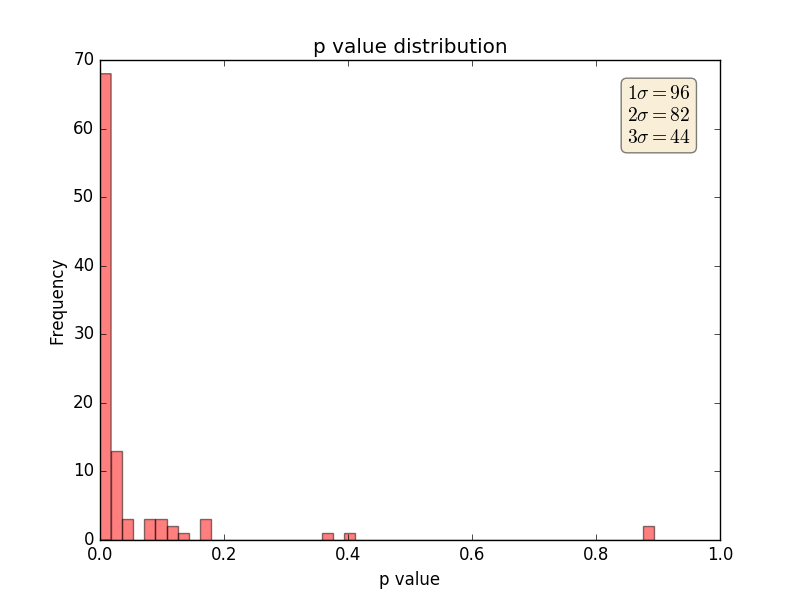 p value distribution
1σ = 96
2σ = 82
3σ = 44
70
60
50
40
30
20
10
0
Frequency
0.0 0.2 0.4 0.6 0.8 1.0
p value